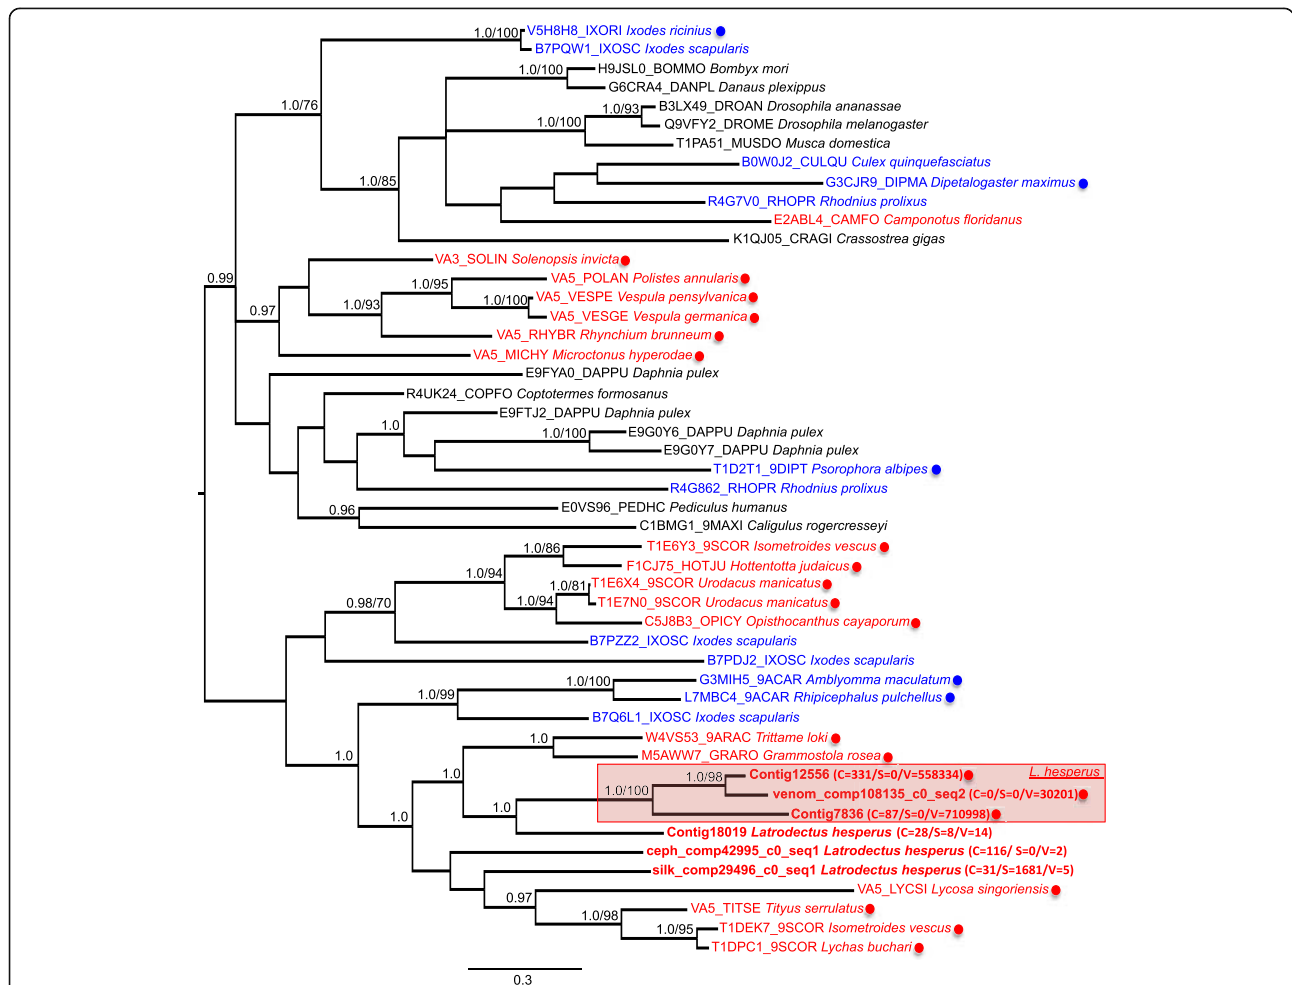 1.0/100
V5H8H8_IXORI Ixodes ricinius
B7PQW1_IXOSC Ixodes scapularis
1.0/100
H9JSL0_BOMMO Bombyx mori
G6CRA4_DANPL Danaus plexippus
1.0/76
1.0/93
B3LX49_DROAN Drosophila ananassae
1.0/100
Q9VFY2_DROME Drosophila melanogaster
T1PA51_MUSDO Musca domestica
B0W0J2_CULQU Culex quinquefasciatus
1.0/85
G3CJR9_DIPMA Dipetalogaster maximus
R4G7V0_RHOPR Rhodnius prolixus
E2ABL4_CAMFO Camponotus floridanus
K1QJ05_CRAGI Crassostrea gigas
VA3_SOLIN Solenopsis invicta
0.99
1.0/95
VA5_POLAN Polistes annularis
1.0/93
1.0/100
VA5_VESPE Vespula pensylvanica
0.97
VA5_VESGE Vespula germanica
VA5_RHYBR Rhynchium brunneum
VA5_MICHY Microctonus hyperodae
E9FYA0_DAPPU Daphnia pulex
R4UK24_COPFO Coptotermes formosanus
E9FTJ2_DAPPU Daphnia pulex
1.0
1.0/100
E9G0Y6_DAPPU Daphnia pulex
E9G0Y7_DAPPU Daphnia pulex
T1D2T1_9DIPT Psorophora albipes
R4G862_RHOPR Rhodnius prolixus
0.96
E0VS96_PEDHC Pediculus humanus
C1BMG1_9MAXI Caligulus rogercresseyi
1.0/86
T1E6Y3_9SCOR Isometroides vescus
1.0/94
F1CJ75_HOTJU Hottentotta judaicus
1.0/81
T1E6X4_9SCOR Urodacus manicatus
0.98/70
1.0/94
T1E7N0_9SCOR Urodacus manicatus
C5J8B3_OPICY Opisthocanthus cayaporum
B7PZZ2_IXOSC Ixodes scapularis
B7PDJ2_IXOSC Ixodes scapularis
1.0/100
G3MIH5_9ACAR Amblyomma maculatum
1.0/99
L7MBC4_9ACAR Rhipicephalus pulchellus
B7Q6L1_IXOSC Ixodes scapularis
1.0
1.0
W4VS53_9ARAC Trittame loki
M5AWW7_GRARO Grammostola rosea
1.0
1.0/98
Contig12556 (C=331/S=0/V=558334)
L. hesperus
1.0/100
venom_comp108135_c0_seq2 (C=0/S=0/V=30201)
1.0
Contig7836 (C=87/S=0/V=710998)
1.0
Contig18019 Latrodectus hesperus (C=28/S=8/V=14)
ceph_comp42995_c0_seq1 Latrodectus hesperus (C=116/ S=0/V=2)
silk_comp29496_c0_seq1 Latrodectus hesperus (C=31/S=1681/V=5)
0.97
VA5_LYCSI Lycosa singoriensis
1.0/98
VA5_TITSE Tityus serrulatus
1.0/95
T1DEK7_9SCOR Isometroides vescus
T1DPC1_9SCOR Lychas buchari
0.3